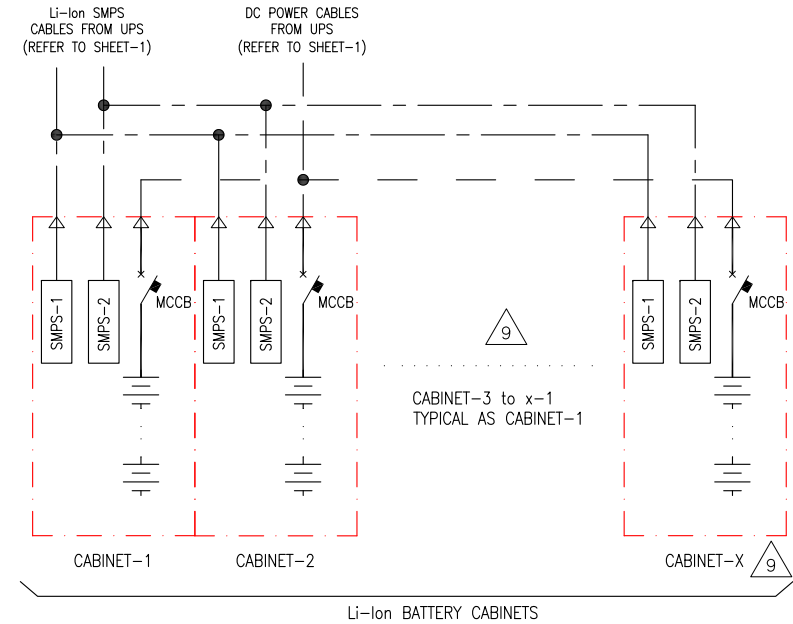 Li-Ion SMPS
CABLES FROM UPS
(REFER TO SHEET-1)
DC POWER CABLES
FROM UPS
(REFER TO SHEET-1)
SMPS-1
SMPS-2
MCCB
SMPS-1
SMPS-2
MCCB
9
CABINET-3 to x-1
TYPICAL AS CABINET-1
SMPS-1
SMPS-2
MCCB
CABINET-1
CABINET-2
CABINET-X
9
Li-Ion BATTERY CABINETS